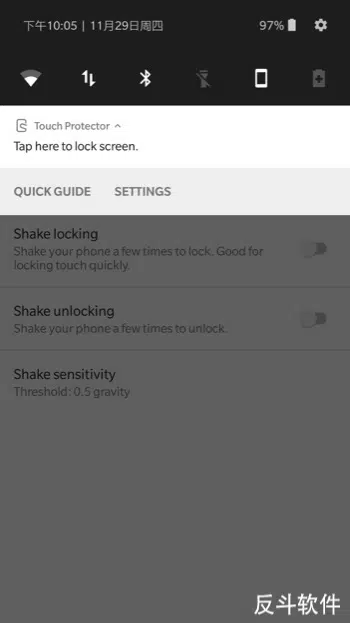 下午10:05 | 11月29日周四
97%
Touch Protector
Tap here to lock screen.
QUICK GUIDE SETTINGS
Shake locking
Shake your phone a few times to lock. Good for
locking touch quickly.
Shake unlocking
Shake your phone a few times to unlock.
Shake sensitivity
Threshold: 0.5 gravity
反斗软件